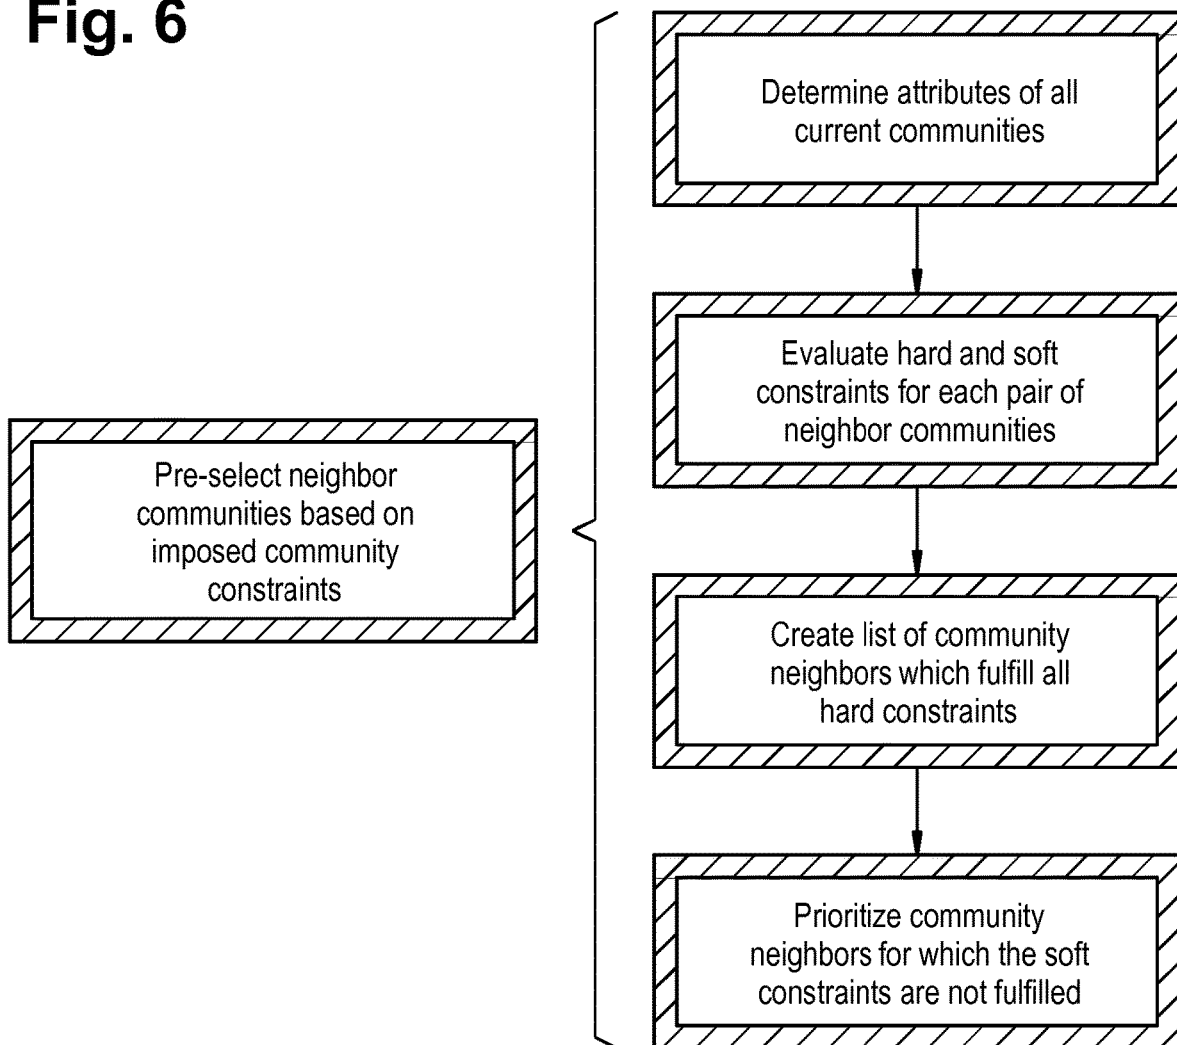 Fig. 6
Determine attributes of all
current communities
Evaluate hard and soft
constraints for each pair of
neighbor communities
Pre-select neighbor
communities based on
imposed community
constraints
Create list of community
neighbors which fulfill all
hard constraints
Prioritize community
neighbors for which the soft
constraints are not fulfilled